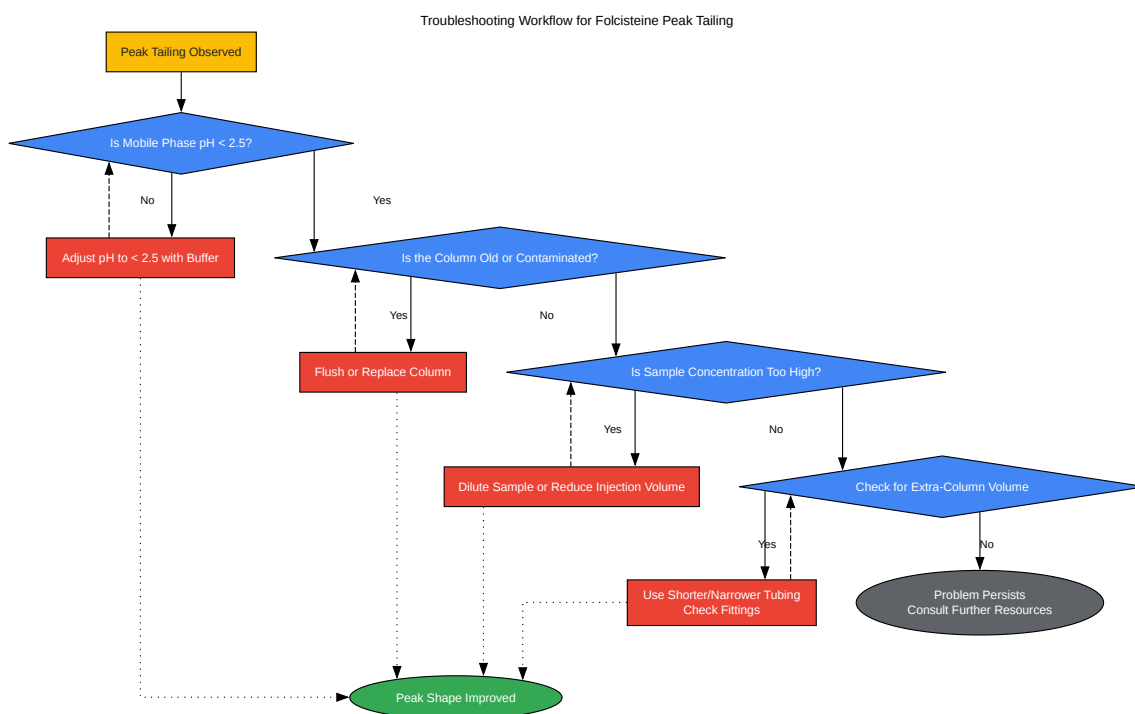 Troubleshooting Workflow for Folcisteine Peak Tailing
Peak Tailing Observed
Is Mobile Phase pH < 2.5?
No
Yes
Adjust pH to < 2.5 with Buffer
Is the Column Old or Contaminated?
Yes
No
Flush or Replace Column
Is Sample Concentration Too High?
Yes
No
Dilute Sample or Reduce Injection Volume
Check for Extra-Column Volume
Yes
No
Use Shorter/Narrower Tubing
Check Fittings
Problem Persists
Consult Further Resources
Peak Shape Improved